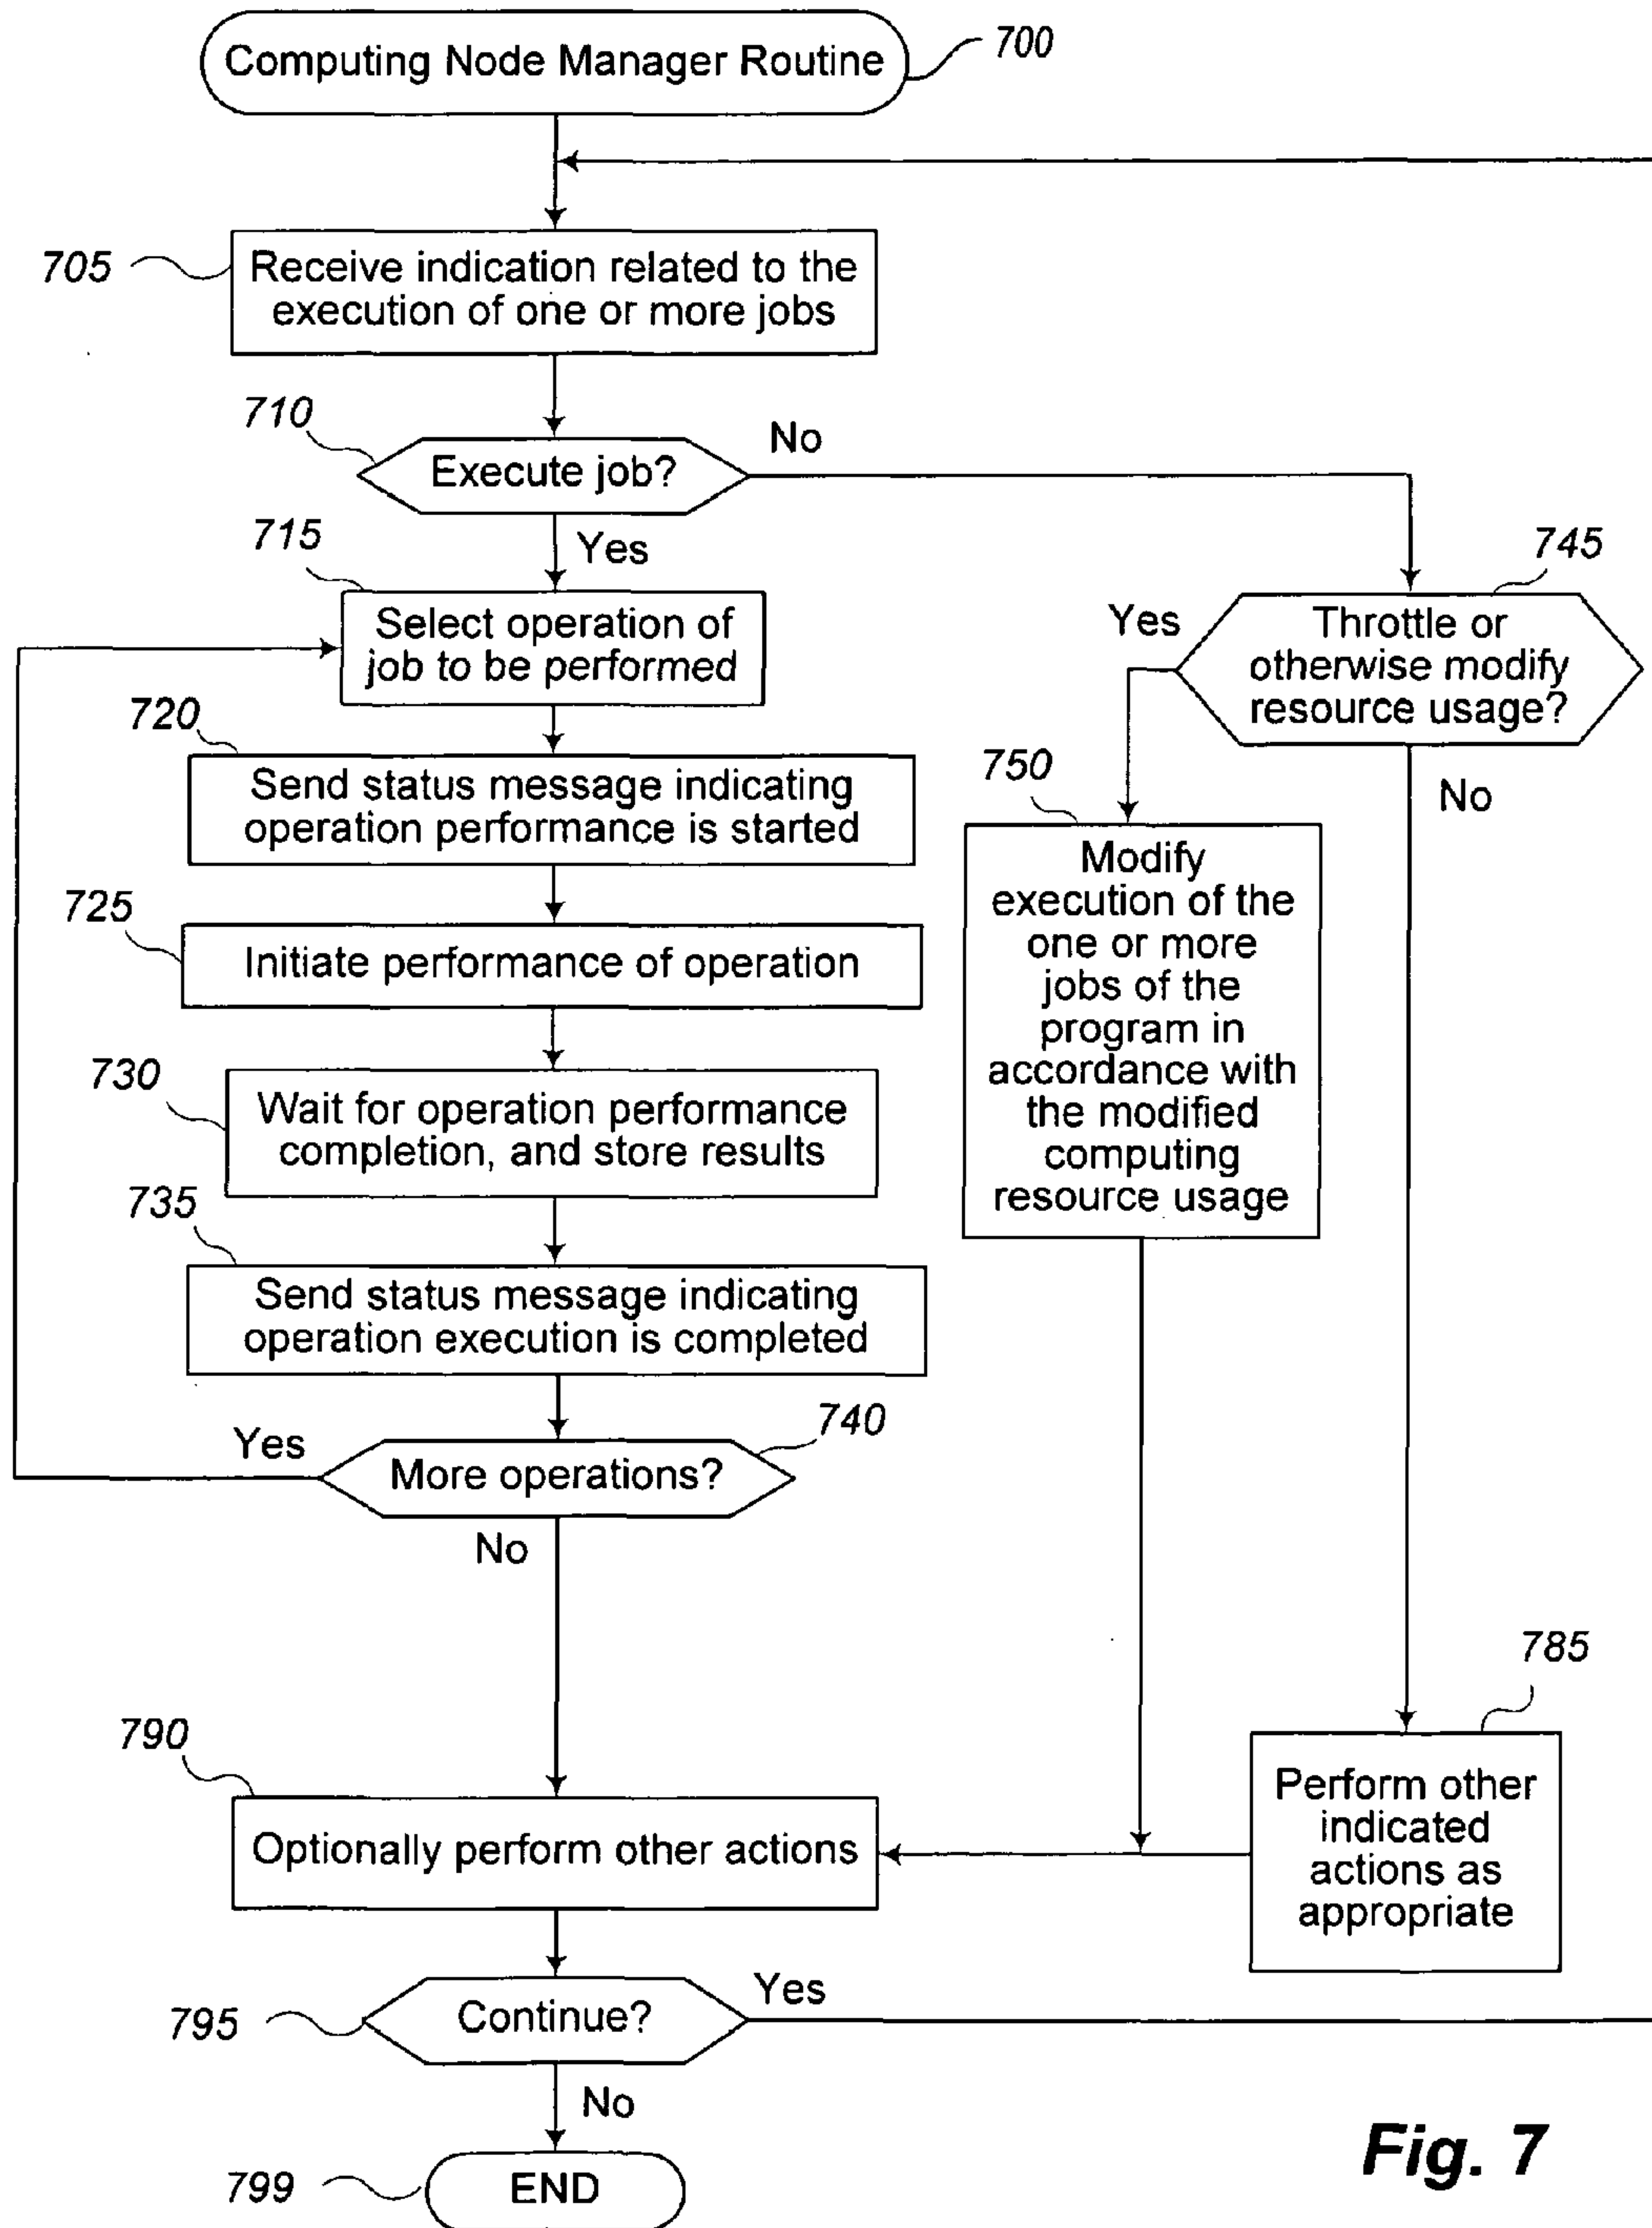 Computing Node Manager Routine
700
705
Receive indication related to the
execution of one or more jobs
710
Execute job?
No
Yes
715
Select operation of
job to be performed
720
Send status message indicating
operation performance is started
725
Initiate performance of operation
730
Wait for operation performance
completion, and store results
735
Send status message indicating
operation execution is completed
740
More operations?
Yes
No
745
Throttle or
otherwise modify
resource usage?
Yes
No
750
Modify
execution of the
one or more
jobs of the
program in
accordance with
the modified
computing
resource usage
785
Perform other
indicated
actions as
appropriate
790
Optionally perform other actions
795
Continue?
Yes
No
799
END
Fig. 7